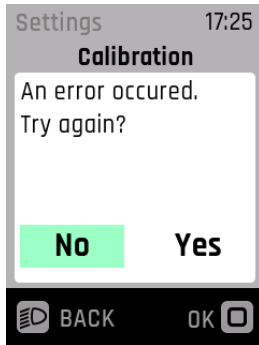 Settings 17:25
Calibration
An error occured.
Try again?
No Yes
BACK OK